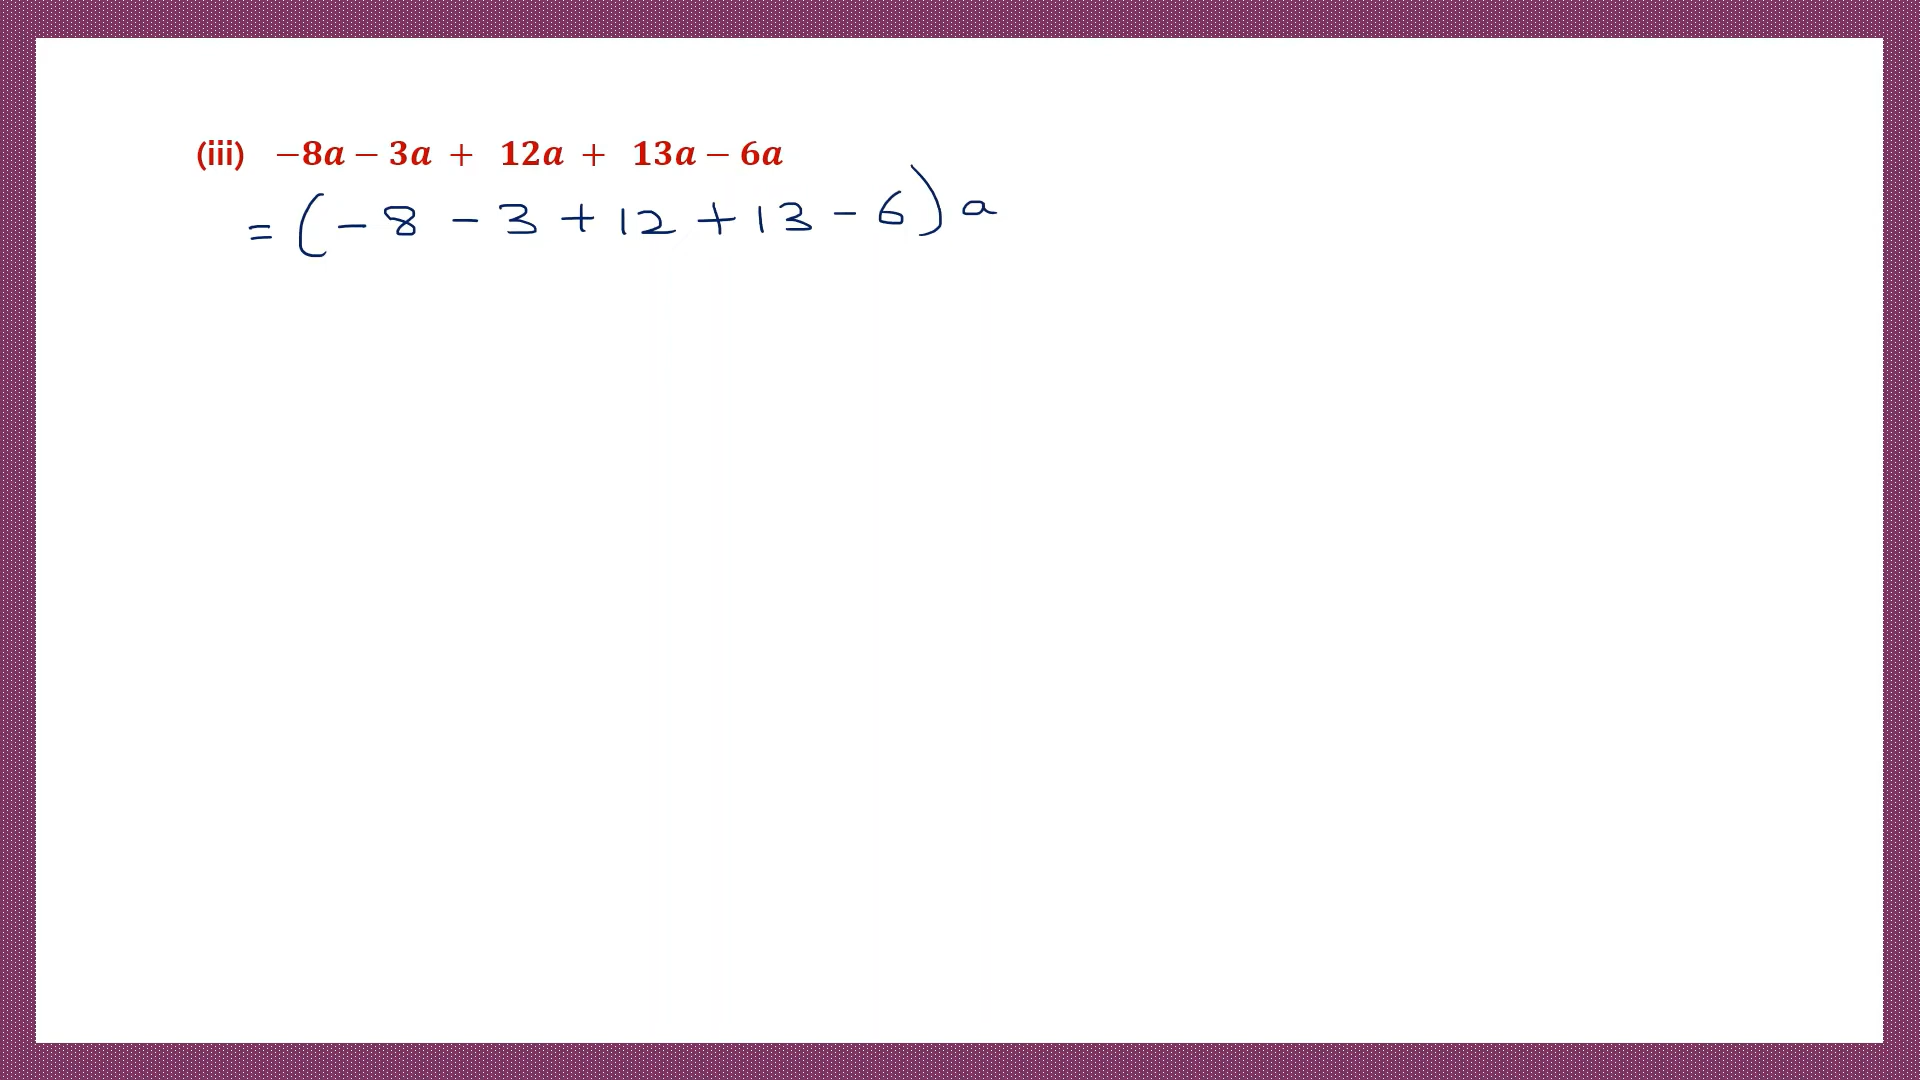 (iii) −8a − 3a + 12a + 13a − 6a
= (− 8 − 3 + 12 + 13 − 6) a